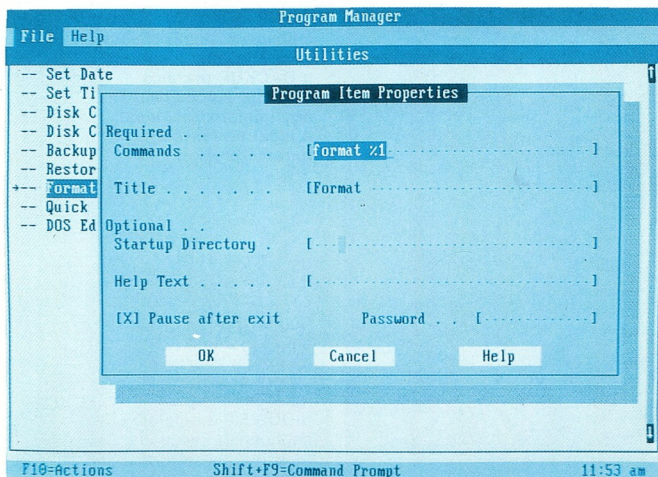 Program Manager
File Help
Utilities
-- Set Date
-- Set Ti
-- Disk C
-- Disk C
-- Backup
-- Restor
→-- Format
-- Quick
-- DOS Ed
Program Item Properties
Required . .
Commands . . . . . [format %1]
Title . . . . . . . [Format]
Optional . .
Startup Directory . [ ]
Help Text . . . . . [ ]
[X] Pause after exit Password . . [ ]
OK Cancel Help
F10=Actions Shift+F9=Command Prompt 11:53 am